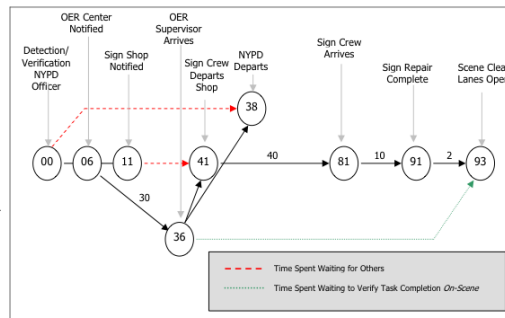 OER Center
Notified
OER
Supervisor
Arrives
Detection/
Verification
NYPD
Officer
Sign Shop
Notified
Sign Crew
Departs
Shop
NYPD
Departs
Sign Crew
Arrives
Sign Repair
Complete
Scene Clea
Lanes Ope
38
00
06
11
41
40
81
10
91
2
93
30
36
Time Spent Waiting for Others
Time Spent Waiting to Verify Task Completion On-Scene